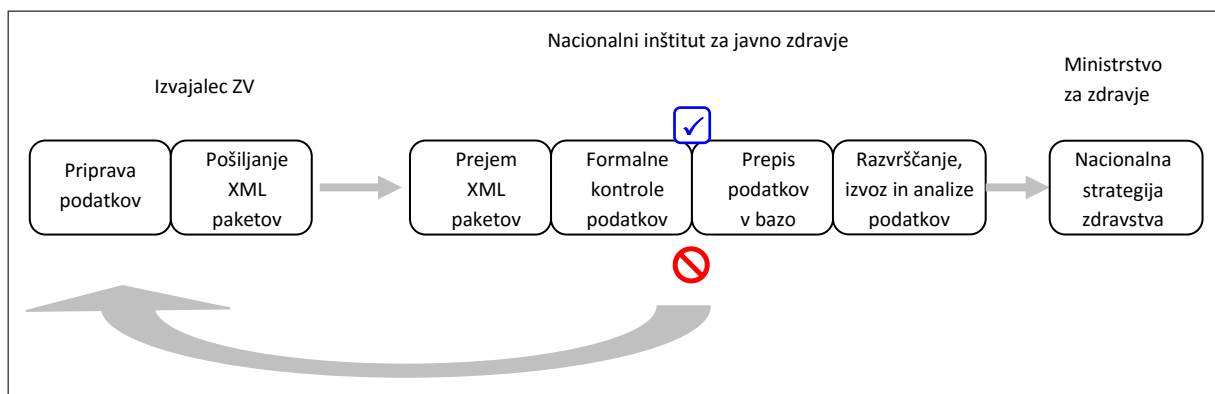 Nacionalni inštitut za javno zdravje
Izvajalec ZV
Ministrstvo
za zdravje
Priprava
podatkov
Pošiljanje
XML
paketov
Prejem
XML
paketov
Formalne
kontrole
podatkov
Prepis
podatkov
v bazo
Razvrščanje,
izvoz in analize
podatkov
Nacionalna
strategija
zdravstva